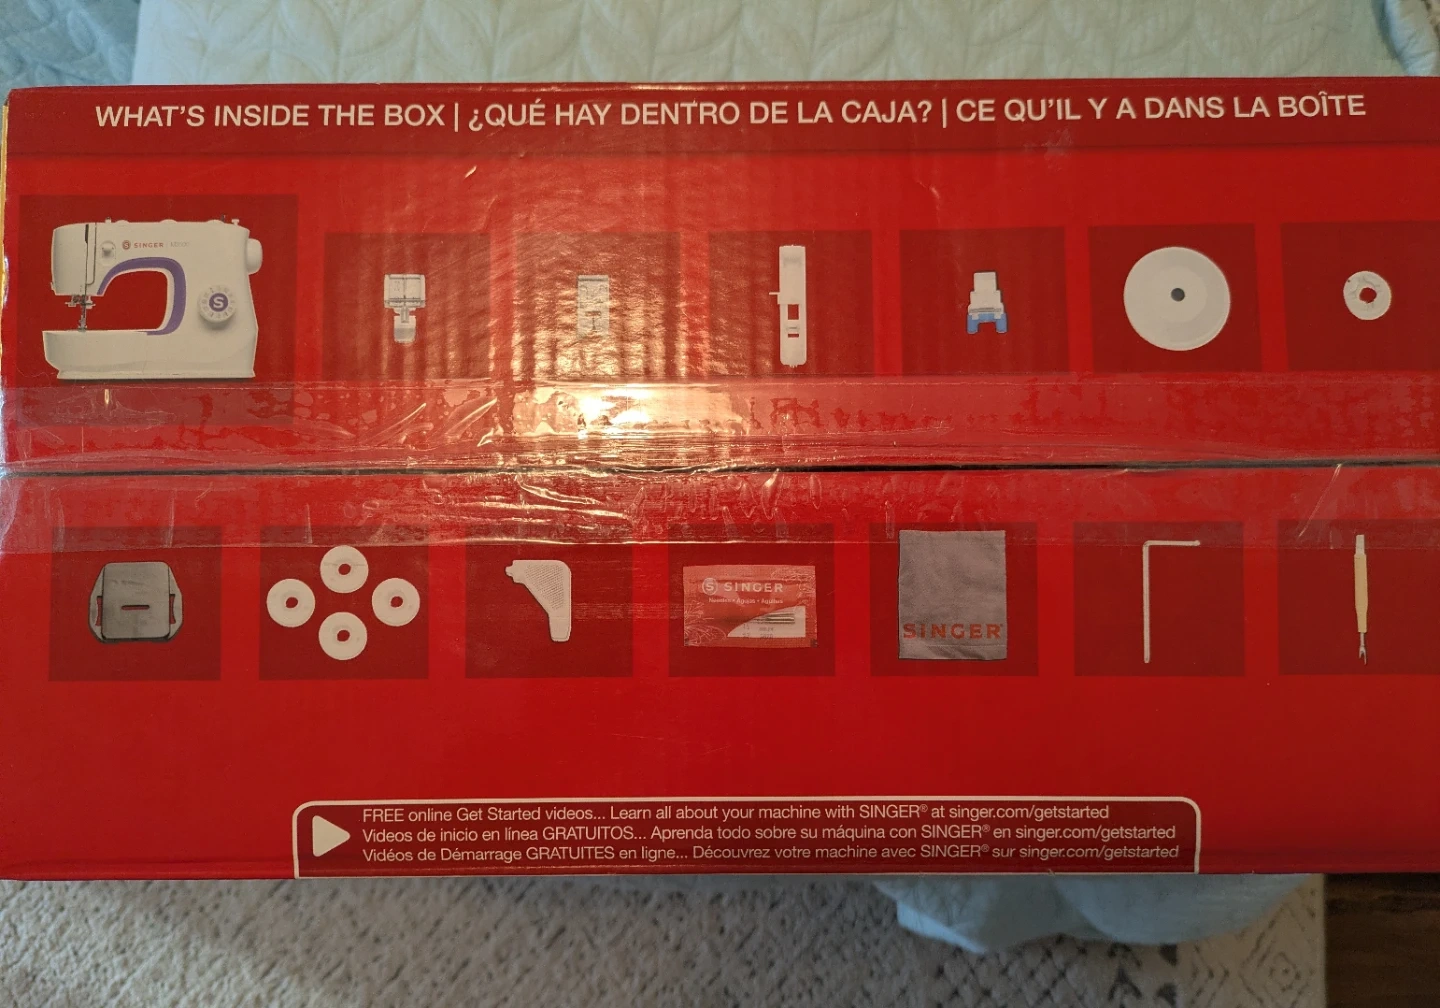 WHAT'S INSIDE THE BOX | ¿QUÉ HAY DENTRO DE LA CAJA? | CE QU'IL Y A DANS LA BOÎTE
SINGER
S
S SINGER
Needles • Agujas • Aiguilles
SINGER
FREE online Get Started videos... Learn all about your machine with SINGER® at singer.com/getstarted
Videos de inicio en línea GRATUITOS... Aprenda todo sobre su máquina con SINGER® en singer.com/getstarted
Vidéos de Démarrage GRATUITES en ligne... Découvrez votre machine avec SINGER® sur singer.com/getstarted